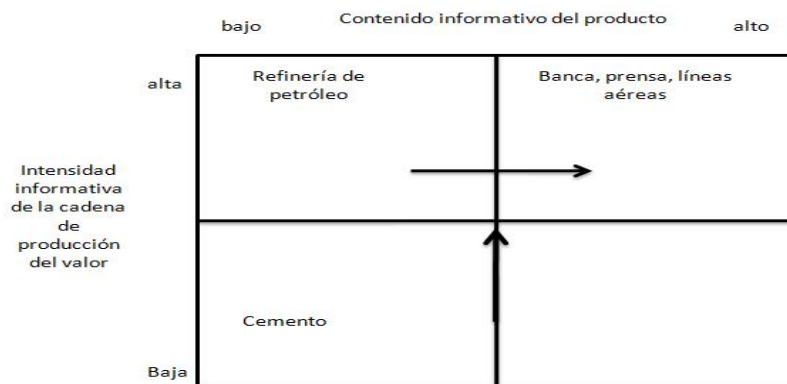 Contenido informativo del producto
bajo
alto
alta
Refinería de
petróleo
Banca, prensa, líneas
aéreas
Intensidad
informativa
de la cadena
de
producción
del valor
Cemento
Baja